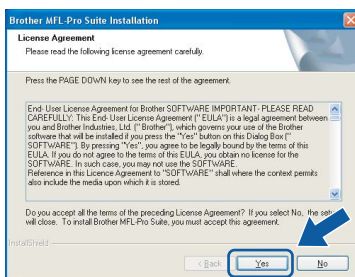 Brother MFL-Pro Suite Installation
License Agreement
Please read the following license agreement carefully.
Press the PAGE DOWN key to see the rest of the agreement.
End- User License Agreement for Brother SOFTWARE IMPORTANT- PLEASE READ
CAREFULLY: This End- User License Agreement (" EULA") is a legal agreement between
you and Brother Industries, Ltd. ("Brother"), which governs your use of the Brother
software that will be installed if you press the "Yes" button on this Dialog Box ("
SOFTWARE"). By pressing "Yes", you agree to be legally bound by the terms of this
EULA. If you do not agree to the terms of this EULA, you obtain no license for the
SOFTWARE. In such case, you may not use the SOFTWARE.
Reference in this Licence Agreement to "SOFTWARE" shall where the context permits
also include the media upon which it is stored.
Do you accept all the terms of the preceding License Agreement? If you select No, the
will close. To install Brother MFL-Pro Suite, you must accept this agreement.
InstallShield
< Back
Yes
No